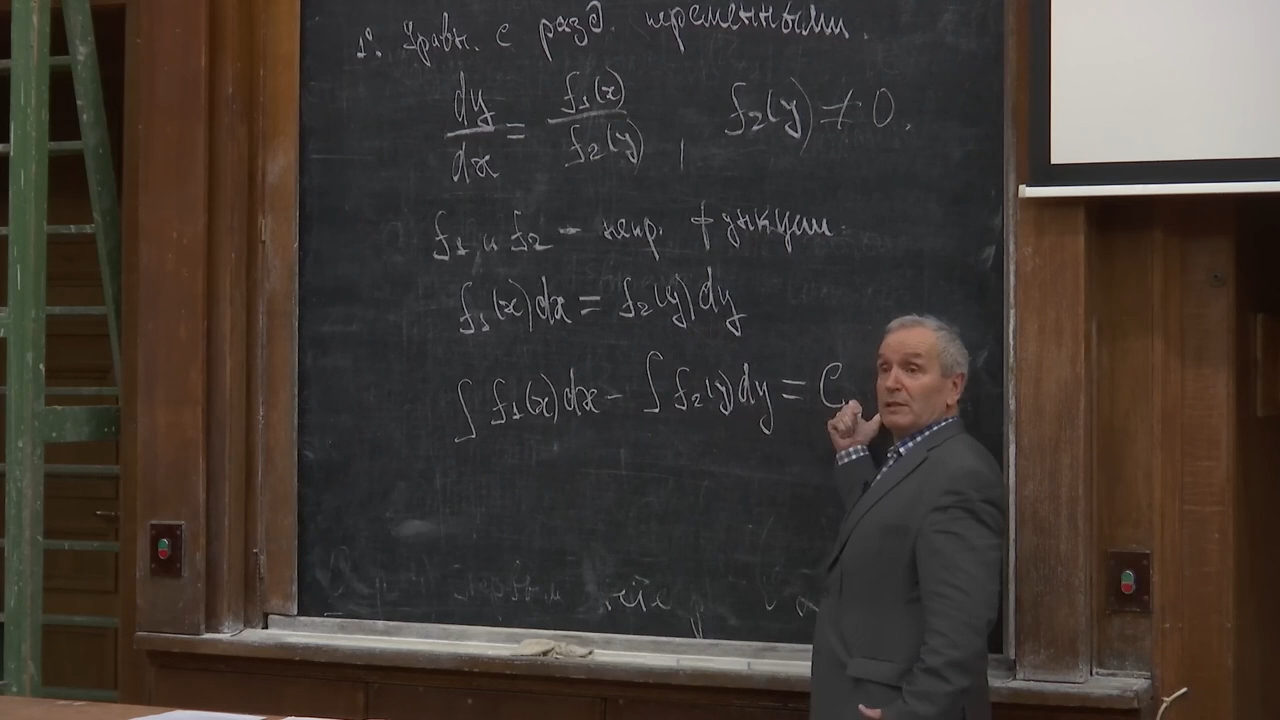 1°. Уравн. с разд. переменными.
dy/dx = f₁(x)/f₂(y), f₂(y) ≠ 0.
f₁ и f₂ - непр. функции.
f₁(x)dx = f₂(y)dy
∫ f₁(x)dx - ∫ f₂(y)dy = C